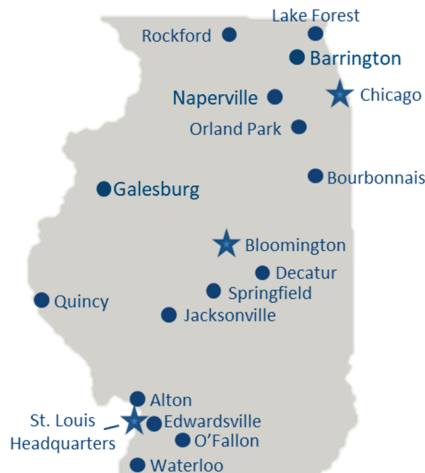 Lake Forest
Rockford
Barrington
Naperville
Chicago
Orland Park
Bourbonnais
Galesburg
Bloomington
Decatur
Springfield
Quincy
Jacksonville
Alton
St. Louis
Headquarters
Edwardsville
O'Fallon
Waterloo